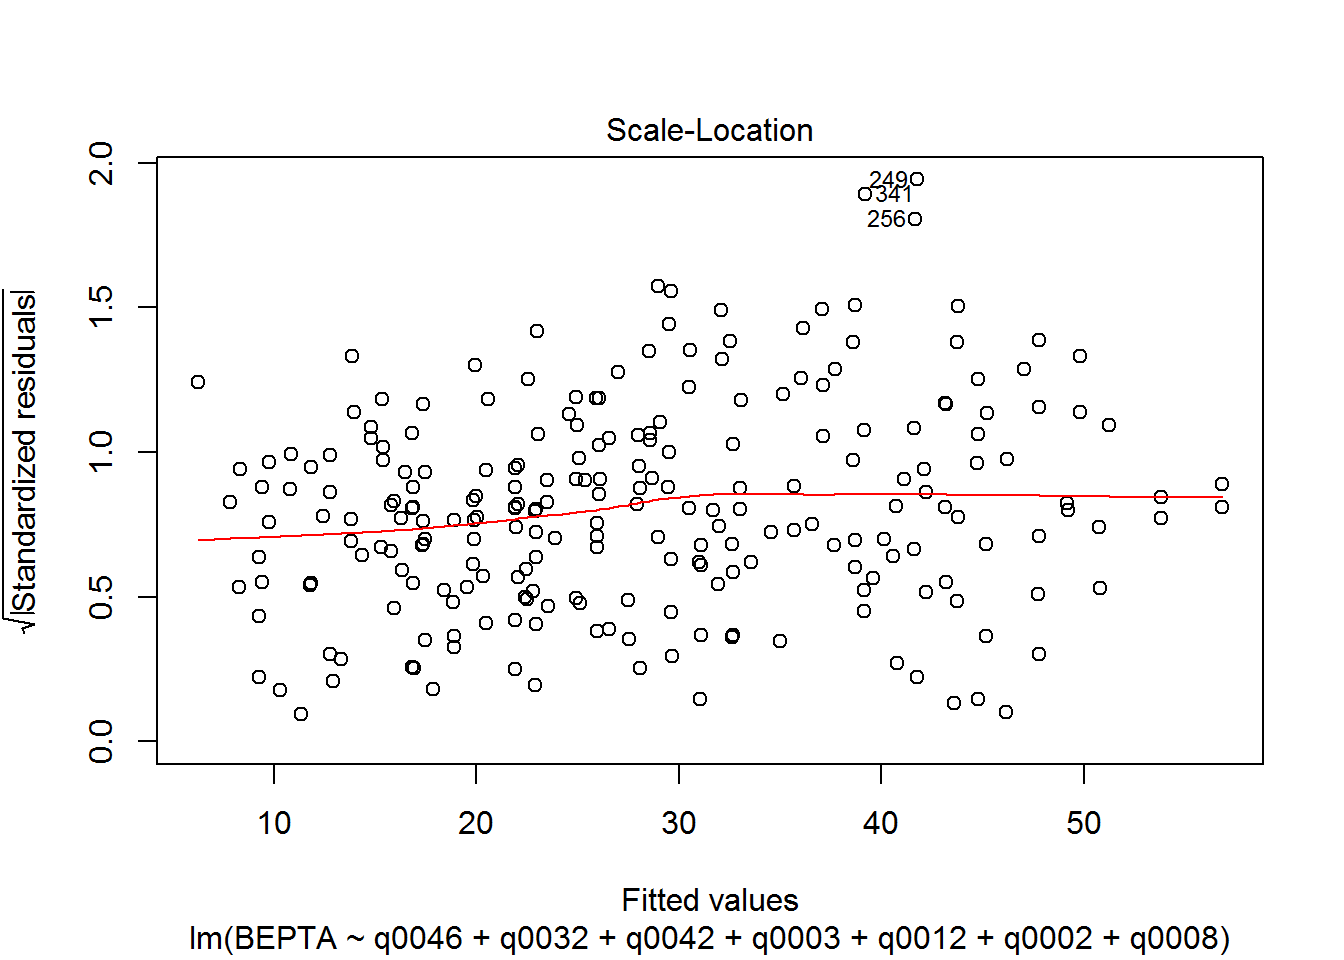 Scale-Location
2.0
1.5
1.0
0.5
0.0
√|Standardized residuals|
249
341
256
10 20 30 40 50
Fitted values
lm(BEPTA ~ q0046 + q0032 + q0042 + q0003 + q0012 + q0002 + q0008)